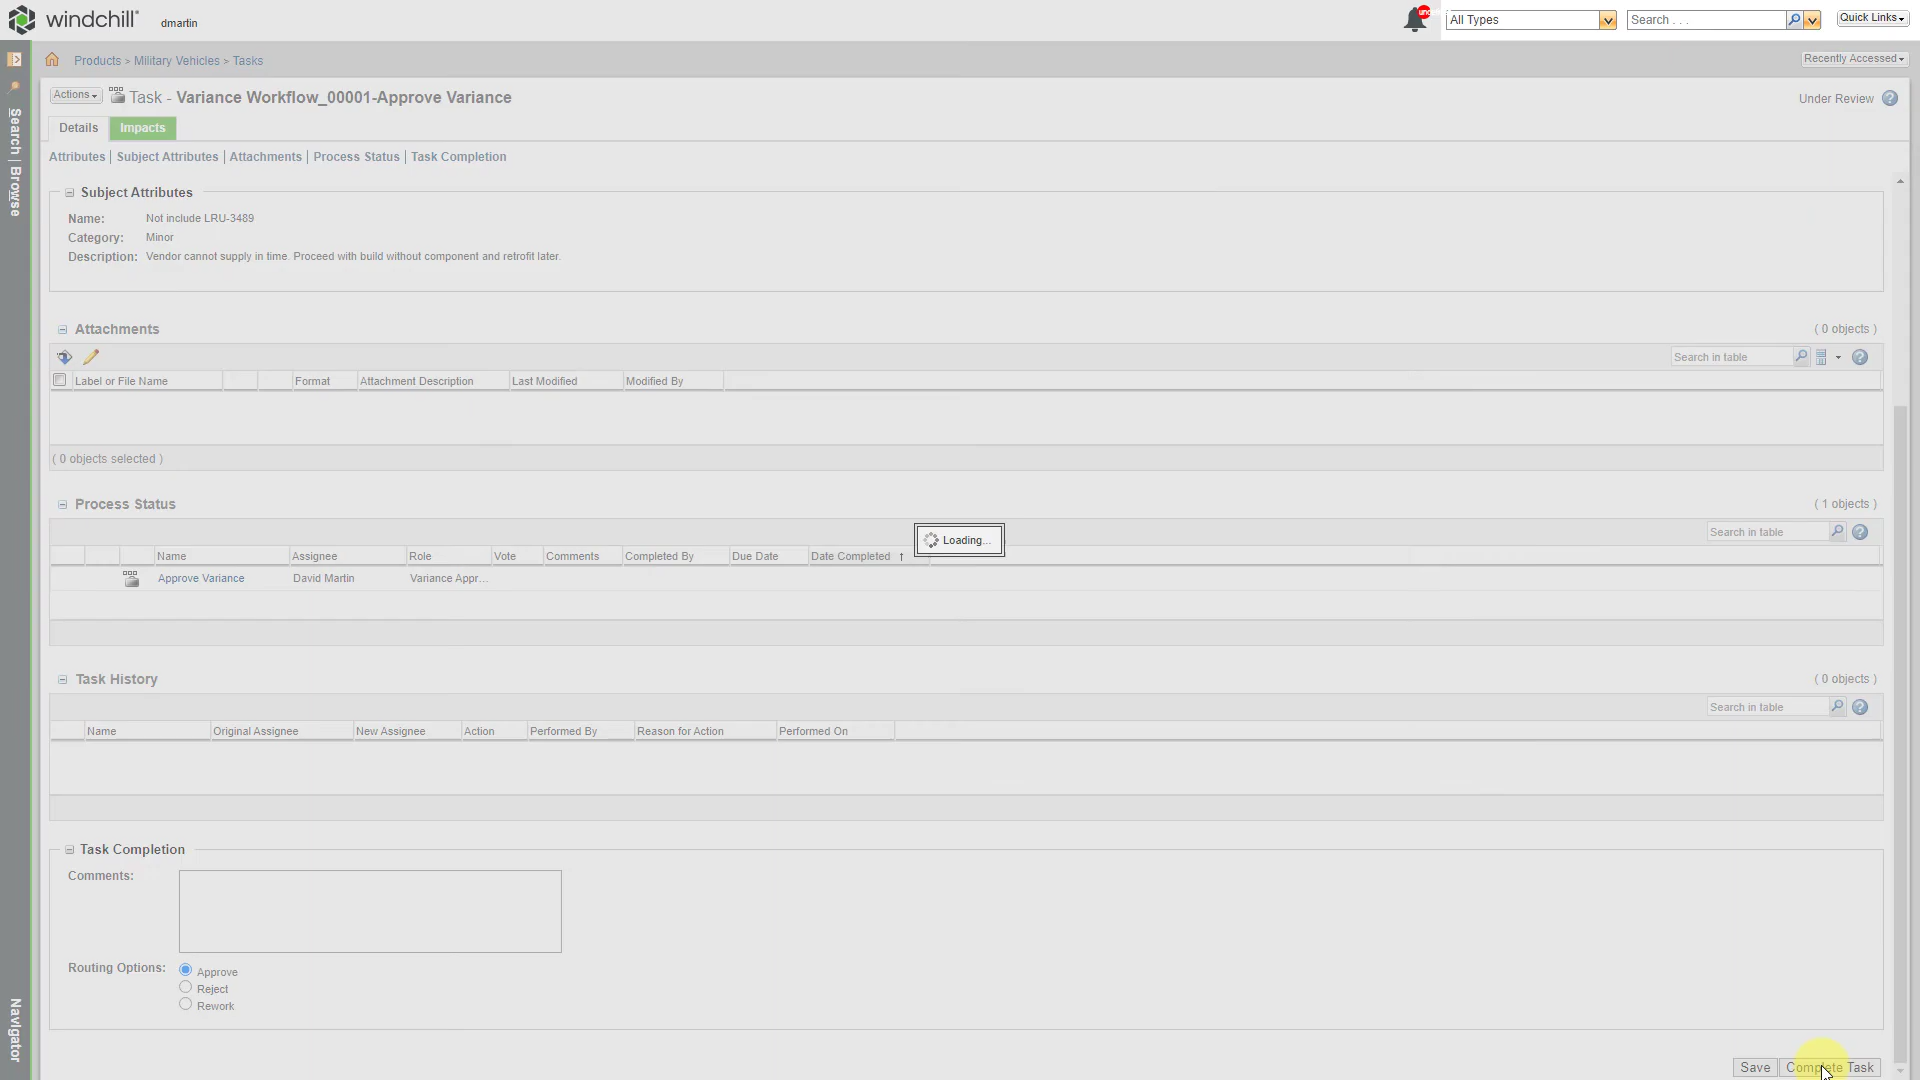 windchill
dmartin
All Types
Search . . .
Quick Links
Products > Military Vehicles > Tasks
Recently Accessed
Actions
Task - Variance Workflow_00001-Approve Variance
Under Review
Details
Impacts
Attributes | Subject Attributes | Attachments | Process Status | Task Completion
Search | Browse
Subject Attributes
Name: Not include LRU-3489
Category: Minor
Description: Vendor cannot supply in time. Proceed with build without component and retrofit later.
Attachments
( 0 objects )
Search in table
Label or File Name Format Attachment Description Last Modified Modified By
( 0 objects selected )
Process Status
( 1 objects )
Search in table
Loading...
Name Assignee Role Vote Comments Completed By Due Date Date Completed ↑
Approve Variance David Martin Variance Appr...
Task History
( 0 objects )
Search in table
Name Original Assignee New Assignee Action Performed By Reason for Action Performed On
Task Completion
Comments:
Routing Options: Approve
Reject
Rework
Navigator
Save
Complete Task